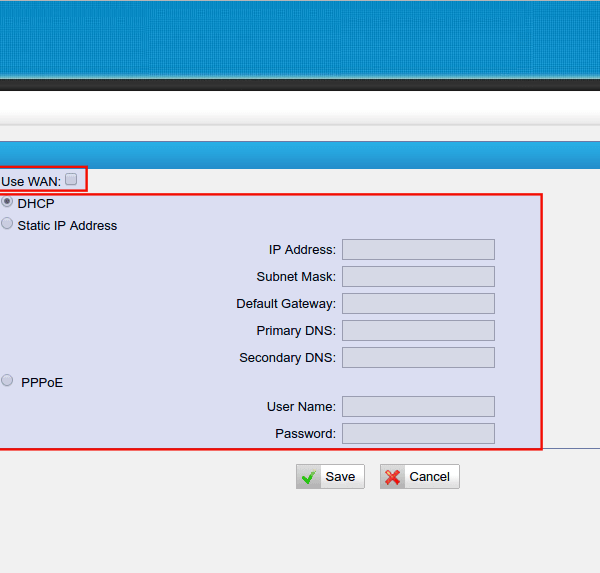 Use WAN:
DHCP
Static IP Address
IP Address:
Subnet Mask:
Default Gateway:
Primary DNS:
Secondary DNS:
PPPoE
User Name:
Password:
Save Cancel